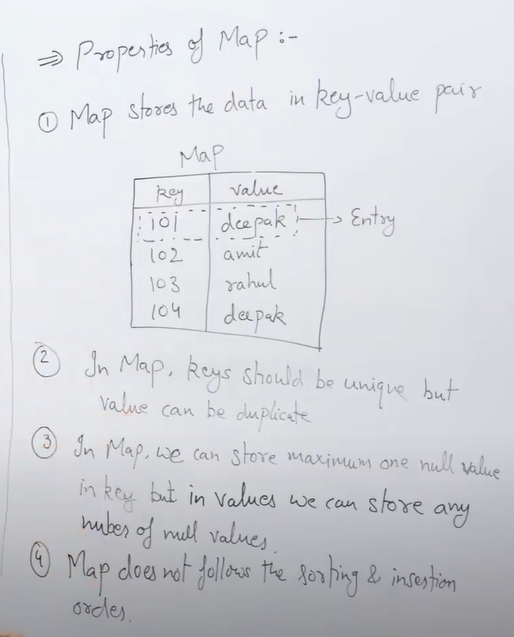 ⇒ Properties of Map :-
① Map stores the data in key-value pair
Map
key value
101 deepak → Entry
102 amit
103 rahul
104 deepak
② In Map, keys should be unique but
value can be duplicate
③ In Map, we can store maximum one null value
in key but in values we can store any
nubes of null values.
④ Map does not follows the sorting & insertion
order.